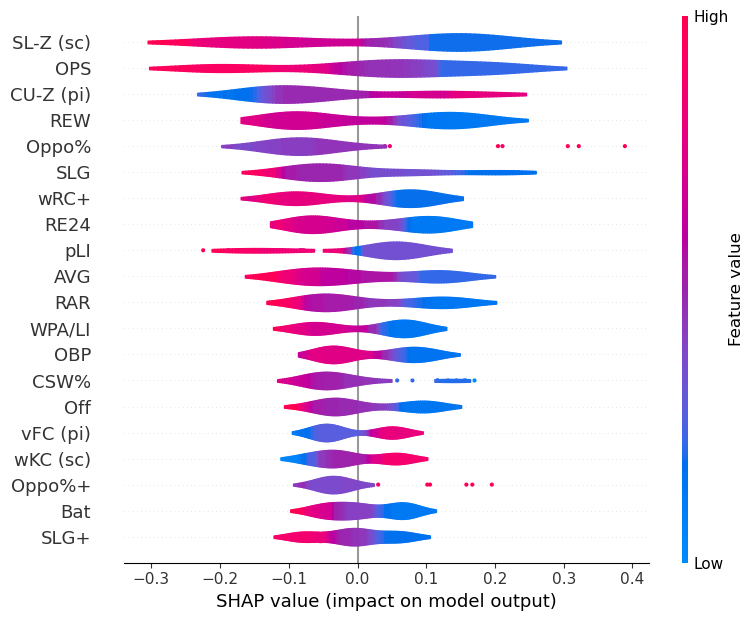 High
SL-Z (sc)
OPS
CU-Z (pi)
REW
Oppo%
SLG
wRC+
RE24
pLI
AVG
RAR
WPA/LI
OBP
CSW%
Off
vFC (pi)
wKC (sc)
Oppo%+
Bat
SLG+
Feature value
Low
−0.3 −0.2 −0.1 0.0 0.1 0.2 0.3 0.4
SHAP value (impact on model output)